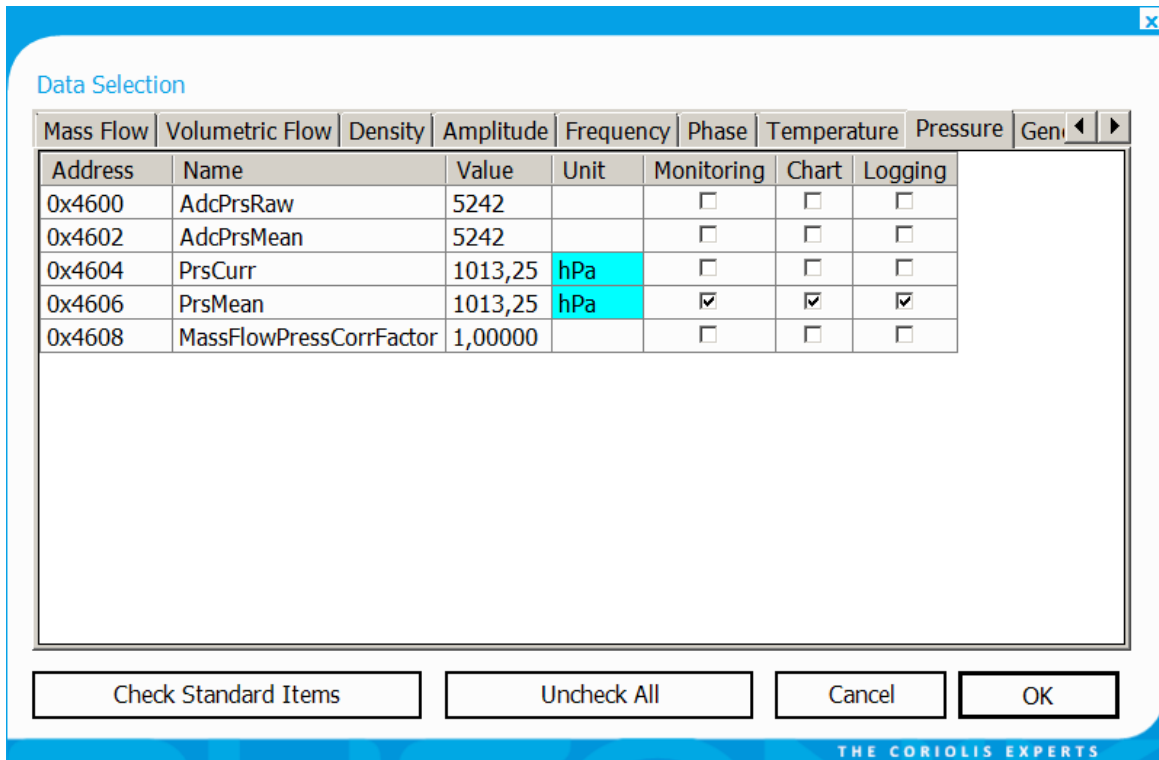 x
Data Selection
Mass Flow Volumetric Flow Density Amplitude Frequency Phase Temperature Pressure
Address Name Value Unit Monitoring Chart Logging
0x4600 AdcPrsRaw 5242
0x4602 AdcPrsMean 5242
0x4604 PrsCurr 1013,25 hPa
0x4606 PrsMean 1013,25 hPa
0x4608 MassFlowPressCorrFactor 1,00000
Check Standard Items Uncheck All Cancel OK
THE CORIOLIS EXPERTS